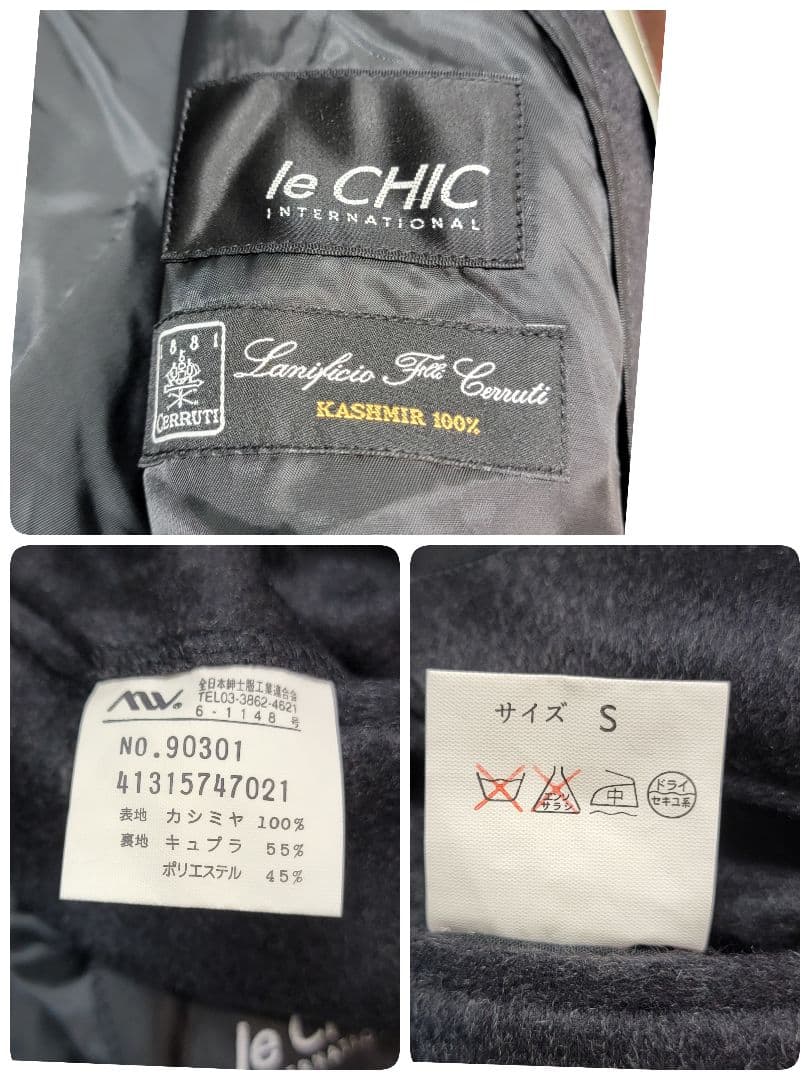 le CHIC
INTERNATIONAL
1881
CERRUTI
Lanificio Flli Cerruti
KASHMIR 100%
全日本紳士服工業連合会
TEL03-3862-4621
6-1148号
NO.90301
41315747021
表地 カシミヤ 100%
裏地 キュプラ 55%
ポリエステル 45%
le C
サイズ S
エンソ
サラシ
中
ドライ
セキユ系